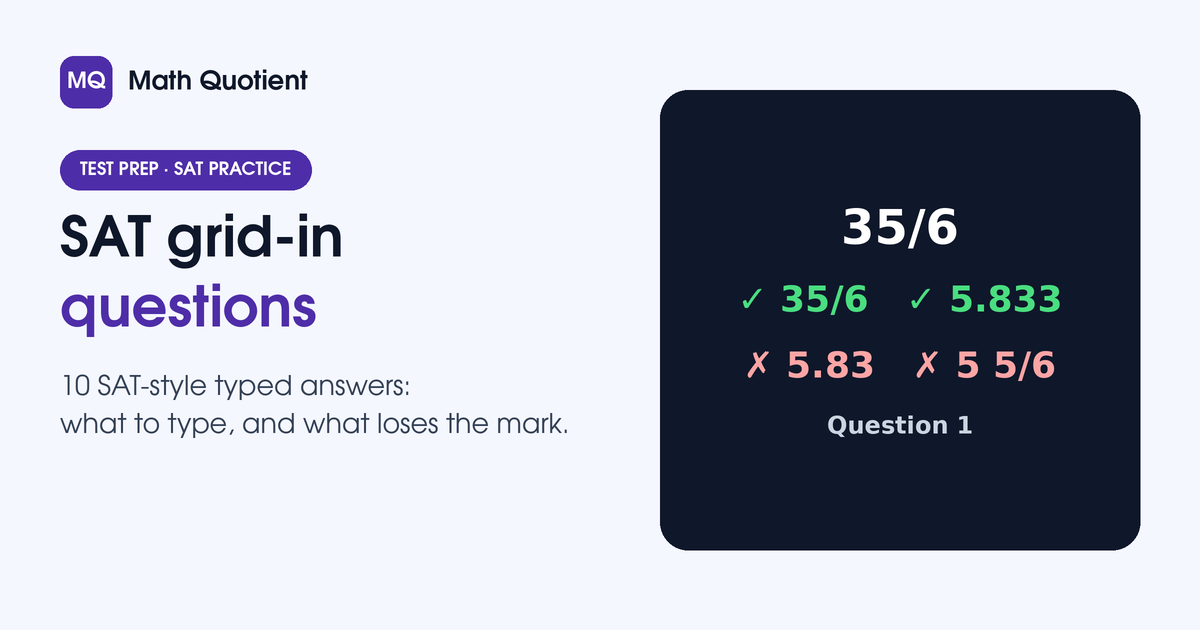 MQ Math Quotient
TEST PREP · SAT PRACTICE
SAT grid-in
questions
10 SAT-style typed answers:
what to type, and what loses the mark.
35/6
✓ 35/6 ✓ 5.833
✗ 5.83 ✗ 5 5/6
Question 1